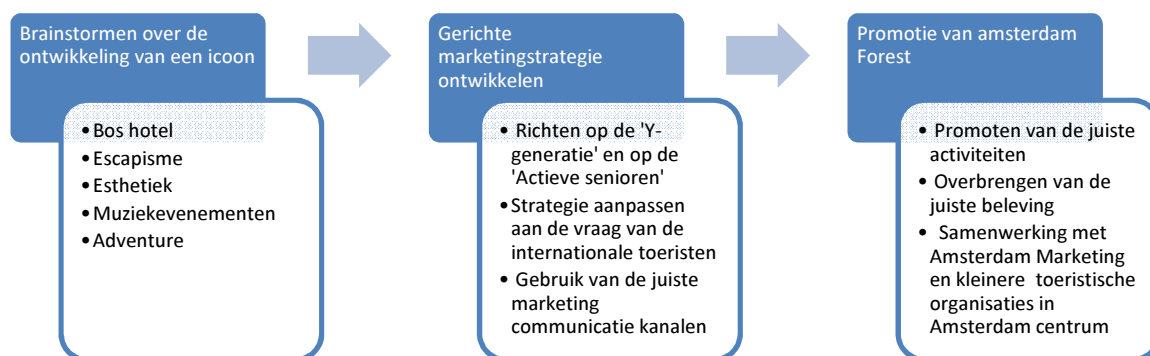 Brainstormen over de
ontwikkeling van een icoon
•Bos hotel
•Escapisme
•Esthetiek
•Muziekevenementen
•Adventure
Gerichte
marketingstrategie
ontwikkelen
• Richten op de 'Y-
generatie' en op de
'Actieve senioren'
•Strategie aanpassen
aan de vraag van de
internationale toeristen
• Gebruik van de juiste
marketing
communicatie kanalen
Promotie van amsterdam
Forest
• Promoten van de juiste
activiteiten
• Overbrengen van de
juiste beleving
• Samenwerking met
Amsterdam Marketing
en kleinere toeristische
organisaties in
Amsterdam centrum